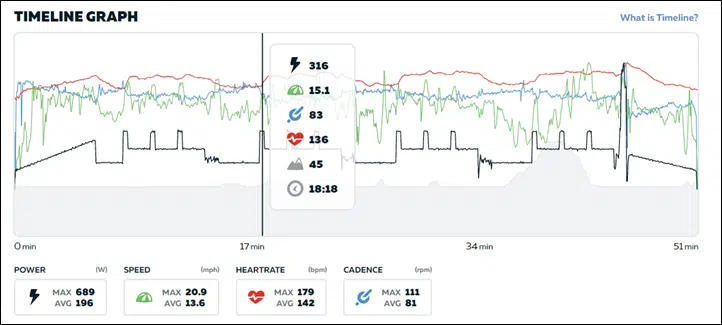 TIMELINE GRAPH What is Timeline?
316
15.1
83
136
45
18:18
0 min 17 min 34 min 51 min
POWER (W) SPEED (mph) HEARTRATE (bpm) CADENCE (rpm)
MAX 689 MAX 20.9 MAX 179 MAX 111
AVG 196 AVG 13.6 AVG 142 AVG 81